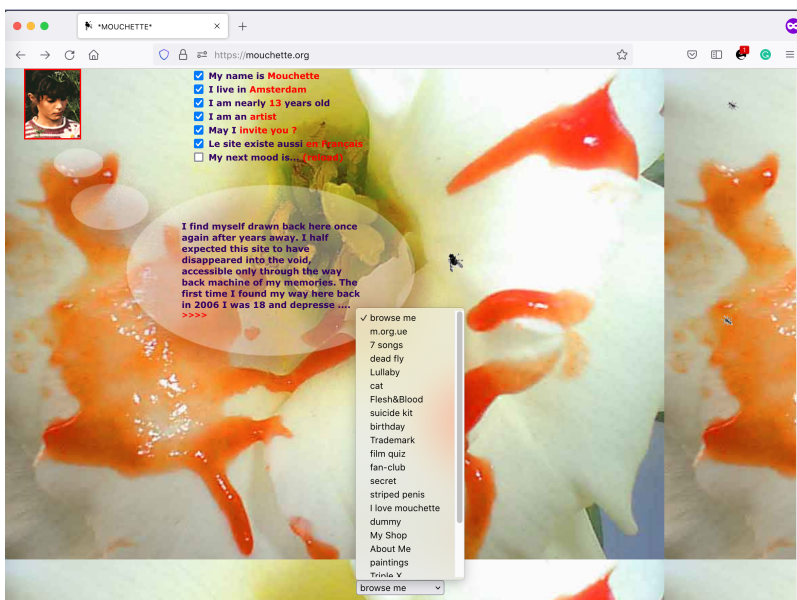 *MOUCHETTE*
https://mouchette.org
1
My name is Mouchette
I live in Amsterdam
I am nearly 13 years old
I am an artist
May I invite you ?
Le site existe aussi en Français
My next mood is... (reload)
I find myself drawn back here once
again after years away. I half
expected this site to have
disappeared into the void,
accessible only through the way
back machine of my memories. The
first time I found my way here back
in 2006 I was 18 and depresse ....
>>>>
✓ browse me
m.org.ue
7 songs
dead fly
Lullaby
cat
Flesh&Blood
suicide kit
birthday
Trademark
film quiz
fan-club
secret
striped penis
I love mouchette
dummy
My Shop
About Me
paintings
Triple X
browse me